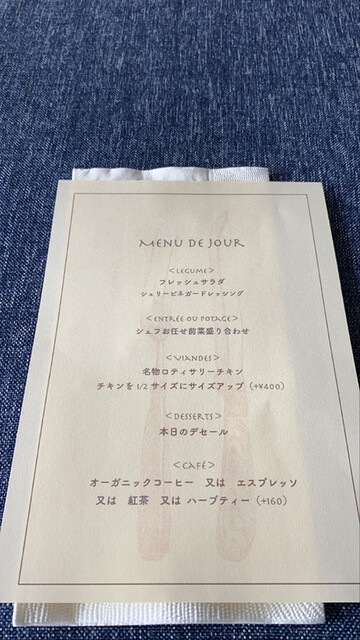 MENU DE JOUR
<LEGUME>
フレッシュサラダ
シェリービネガードレッシング
<ENTRÉE OU POTAGE>
シェフお任せ前菜盛り合わせ
<VIANDES>
名物ロティサリーチキン
チキンを1/2サイズにサイズアップ (+¥400)
<DESSERTS>
本日のデセール
<CAFÉ>
オーガニックコーヒー 又は エスプレッソ
又は 紅茶 又は ハーブティー (+160)